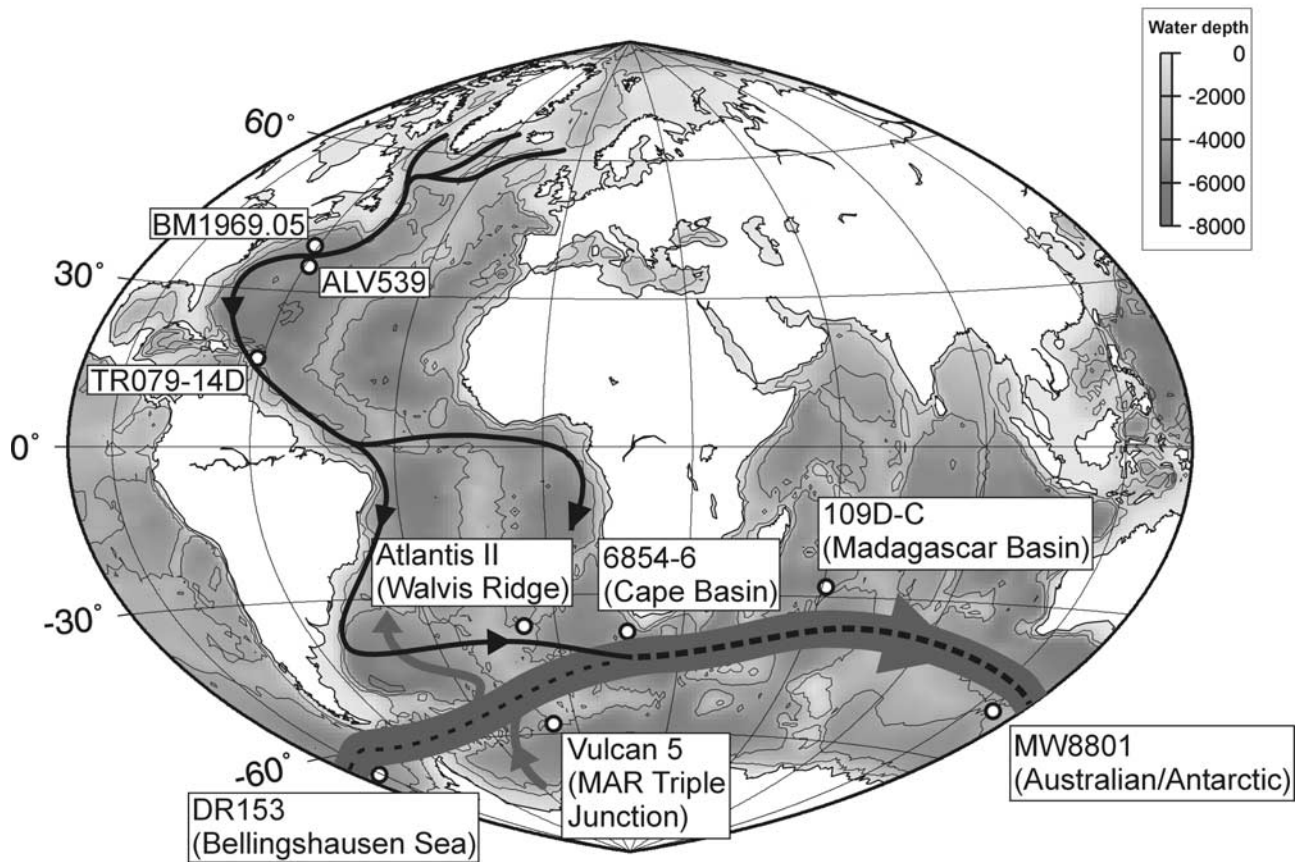 Water depth
0
-2000
-4000
-6000
-8000
60°
BM1969.05
30°
ALV539
TR079-14D
0°
109D-C
(Madagascar Basin)
Atlantis II
(Walvis Ridge)
6854-6
(Cape Basin)
-30°
-60°
Vulcan 5
(MAR Triple
Junction)
MW8801
(Australian/Antarctic)
DR153
(Bellingshausen Sea)